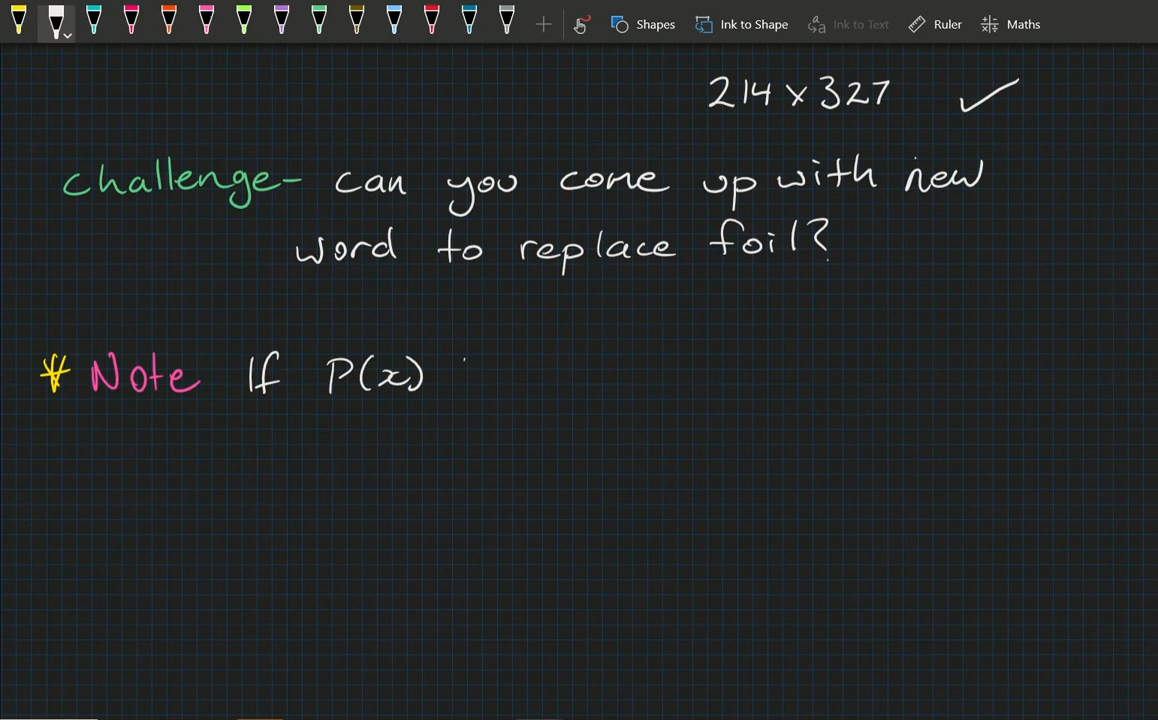 Shapes Ink to Shape Ink to Text Ruler Maths
214 x 327 ✓
challenge- can you come up with new
word to replace foil?
* Note If P(x)